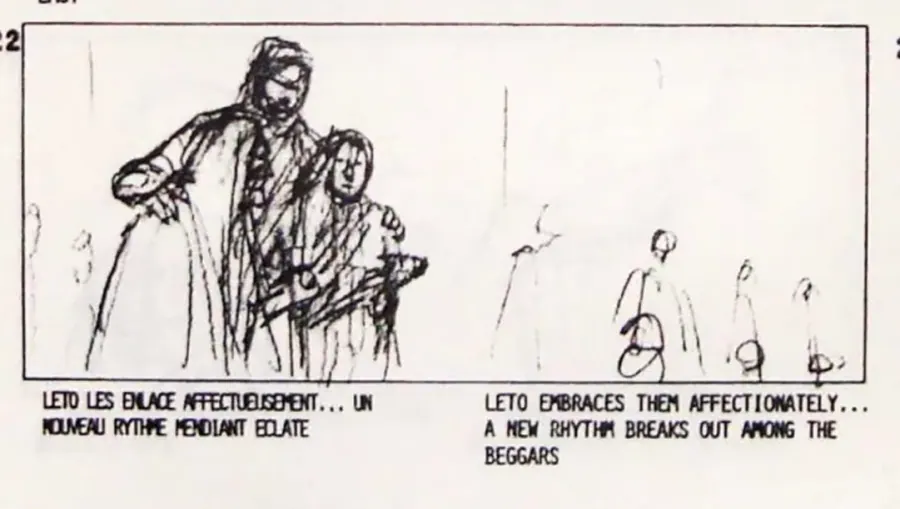 22
LETO LES ENLACE AFFECTUEUSEMENT... UN
NOUVEAU RYTHME MENDIANT ECLATE
LETO EMBRACES THEM AFFECTIONATELY...
A NEW RHYTHM BREAKS OUT AMONG THE
BEGGARS